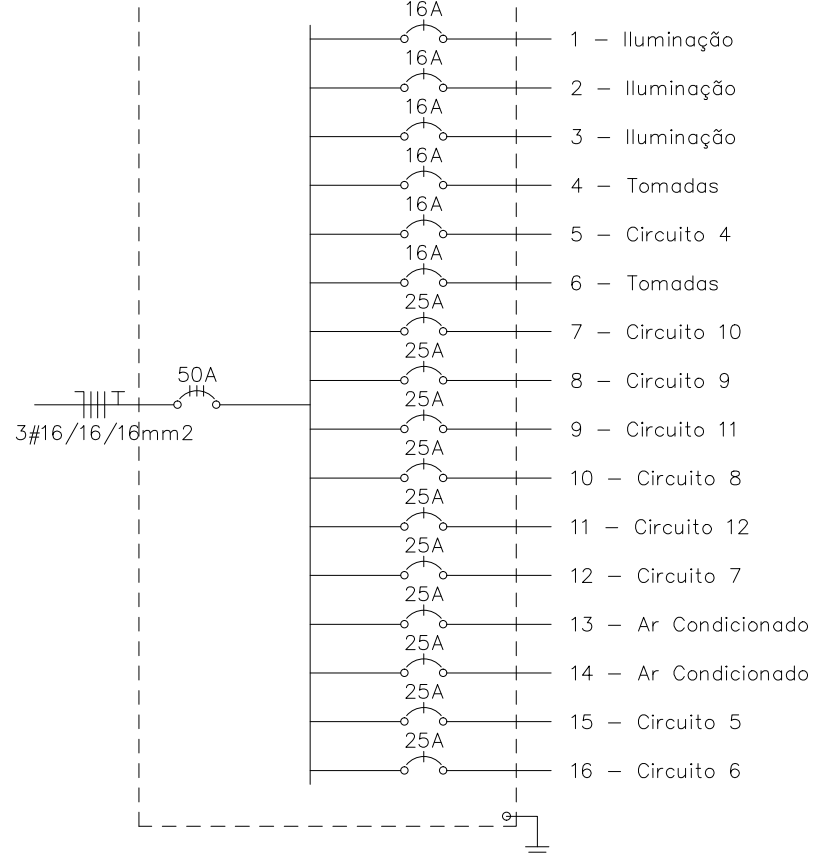 16A
1 - Iluminação
16A
2 - Iluminação
16A
3 - Iluminação
16A
4 - Tomadas
16A
5 - Circuito 4
16A
6 - Tomadas
25A
7 - Circuito 10
25A
8 - Circuito 9
50A
25A
9 - Circuito 11
3#16/16/16mm2
25A
10 - Circuito 8
25A
11 - Circuito 12
25A
12 - Circuito 7
25A
13 - Ar Condicionado
25A
14 - Ar Condicionado
25A
15 - Circuito 5
25A
16 - Circuito 6